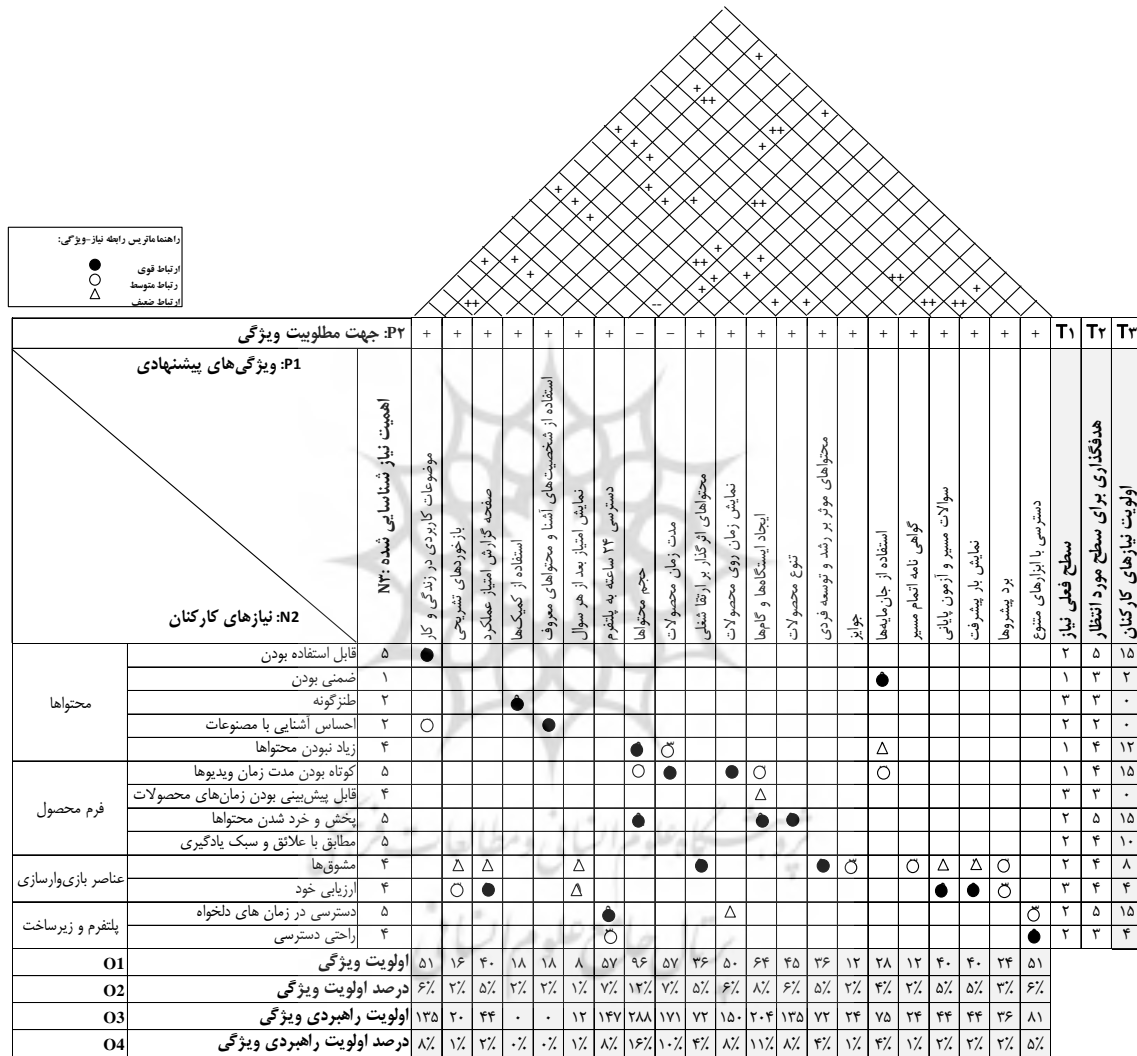 راهنما ماتریس رابطه نیاز-ویژگی:
ارتباط قوی
رتباط متوسط
ارتباط ضعیف
P۲: جهت مطلوبیت ویژگی + + + + + + + − − + + + + + + + + + + + + T۱ T۲ T۳
P1: ویژگی‌های پیشنهادی
N2: نیازهای کارکنان
اهمیت نیاز شناسایی شده :N۳
موضوعات کاربردی در زندگی و کار
بازخوردهای تشریحی
صفحه گزارش امتیاز عملکرد
استفاده از کمیک‌ها
استفاده از شخصیت‌های آشنا و محتواهای معروف
نمایش امتیاز بعد از هر سوال
دسترسی ۲۴ ساعته به پلتفرم
حجم محتواها
مدت زمان محصولات
محتواهای اثرگذار بر ارتقا شغلی
نمایش زمان روی محصولات
ایجاد ایستگاه‌ها و گام‌ها
تنوع محصولات
محتواهای موثر بر رشد و توسعه فردی
جوایز
استفاده از جان‌مایه‌ها
گواهی نامه اتمام مسیر
سوالات مسیر و آزمون پایانی
نمایش بار پیشرفت
برد پیشروها
دسترسی با ابزارهای متنوع
سطح فعلی نیاز
هدفگذاری برای سطح مورد انتظار
اولویت نیازهای کارکنان
محتواها
قابل استفاده بودن ۵ ۲ ۵ ۱۵
ضمنی بودن ۱ ۱ ۳ ۲
طنزگونه ۲ ۳ ۳ ۰
احساس آشنایی با مصنوعات ۲ ۲ ۲ ۰
زیاد نبودن محتواها ۴ ۱ ۴ ۱۲
فرم محصول
کوتاه بودن مدت زمان ویدیوها ۵ ۱ ۴ ۱۵
قابل پیش‌بینی بودن زمان‌های محصولات ۴ ۳ ۳ ۰
پخش و خرد شدن محتواها ۵ ۲ ۵ ۱۵
مطابق با علائق و سبک یادگیری ۵ ۲ ۴ ۱۰
عناصر بازی‌وارسازی
مشوق‌ها ۴ ۲ ۴ ۸
ارزیابی خود ۴ ۳ ۴ ۴
پلتفرم و زیرساخت
دسترسی در زمان های دلخواه ۵ ۲ ۵ ۱۵
راحتی دسترسی ۴ ۲ ۳ ۴
O1 اولویت ویژگی ۵۱ ۱۶ ۴۰ ۱۸ ۱۸ ۸ ۵۷ ۹۶ ۵۷ ۳۶ ۵۰ ۶۴ ۴۵ ۳۶ ۱۲ ۲۸ ۱۲ ۴۰ ۴۰ ۲۴ ۵۱
O2 درصد اولویت ویژگی ۶٪ ۲٪ ۵٪ ۲٪ ۲٪ ۱٪ ۷٪ ۱۲٪ ۷٪ ۵٪ ۶٪ ۸٪ ۶٪ ۵٪ ۲٪ ۴٪ ۲٪ ۵٪ ۵٪ ۳٪ ۶٪
O3 اولویت راهبردی ویژگی ۱۳۵ ۲۰ ۴۴ ۰ ۰ ۱۲ ۱۴۷ ۲۸۸ ۱۷۱ ۷۲ ۱۵۰ ۲۰۴ ۱۳۵ ۷۲ ۲۴ ۷۵ ۲۴ ۴۴ ۴۴ ۳۶ ۸۱
O4 درصد اولویت راهبردی ویژگی ۸٪ ۱٪ ۲٪ ۰٪ ۰٪ ۱٪ ۸٪ ۱۶٪ ۱۰٪ ۴٪ ۸٪ ۱۱٪ ۸٪ ۴٪ ۱٪ ۴٪ ۱٪ ۲٪ ۲٪ ۲٪ ۵٪
پژوهشگاه علوم انسانی و مطالعات فرهنگی
پرتال جامع علوم انسانی